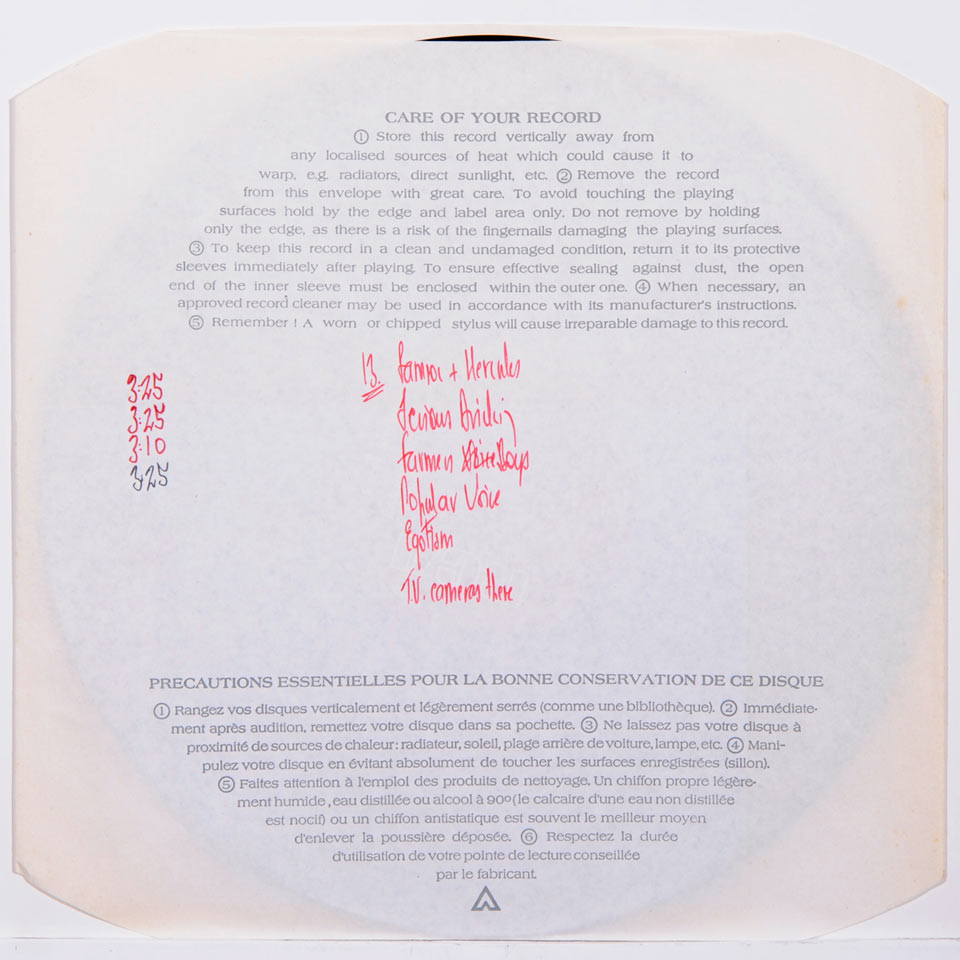 CARE OF YOUR RECORD
① Store this record vertically away from
any localised sources of heat which could cause it to
warp, e.g. radiators, direct sunlight, etc. ② Remove the record
from this envelope with great care. To avoid touching the playing
surfaces hold by the edge and label area only. Do not remove by holding
only the edge, as there is a risk of the fingernails damaging the playing surfaces.
③ To keep this record in a clean and undamaged condition, return it to its protective
sleeves immediately after playing. To ensure effective sealing against dust, the open
end of the inner sleeve must be enclosed within the outer one. ④ When necessary, an
approved record cleaner may be used in accordance with its manufacturer's instructions.
⑤ Remember! A worn or chipped stylus will cause irreparable damage to this record.
13. + Hercules
3:25
Serious Drinking
3:25
Farmers Boys
3:10
Popular Voice
3:25
Egotism
T.V. cameras there
PRECAUTIONS ESSENTIELLES POUR LA BONNE CONSERVATION DE CE DISQUE
① Rangez vos disques verticalement et légèrement serrés (comme une bibliothèque). ② Immédiate-
ment après audition, remettez votre disque dans sa pochette. ③ Ne laissez pas votre disque à
proximité de sources de chaleur: radiateur, soleil, plage arrière de voiture, lampe, etc. ④ Mani-
pulez votre disque en évitant absolument de toucher les surfaces enregistrées (sillon).
⑤ Faites attention à l'emploi des produits de nettoyage. Un chiffon propre légère-
ment humide, eau distillée ou alcool à 90º (le calcaire d'une eau non distillée
est nocif) ou un chiffon antistatique est souvent le meilleur moyen
d'enlever la poussière déposée. ⑥ Respectez la durée
d'utilisation de votre pointe de lecture conseillée
par le fabricant.